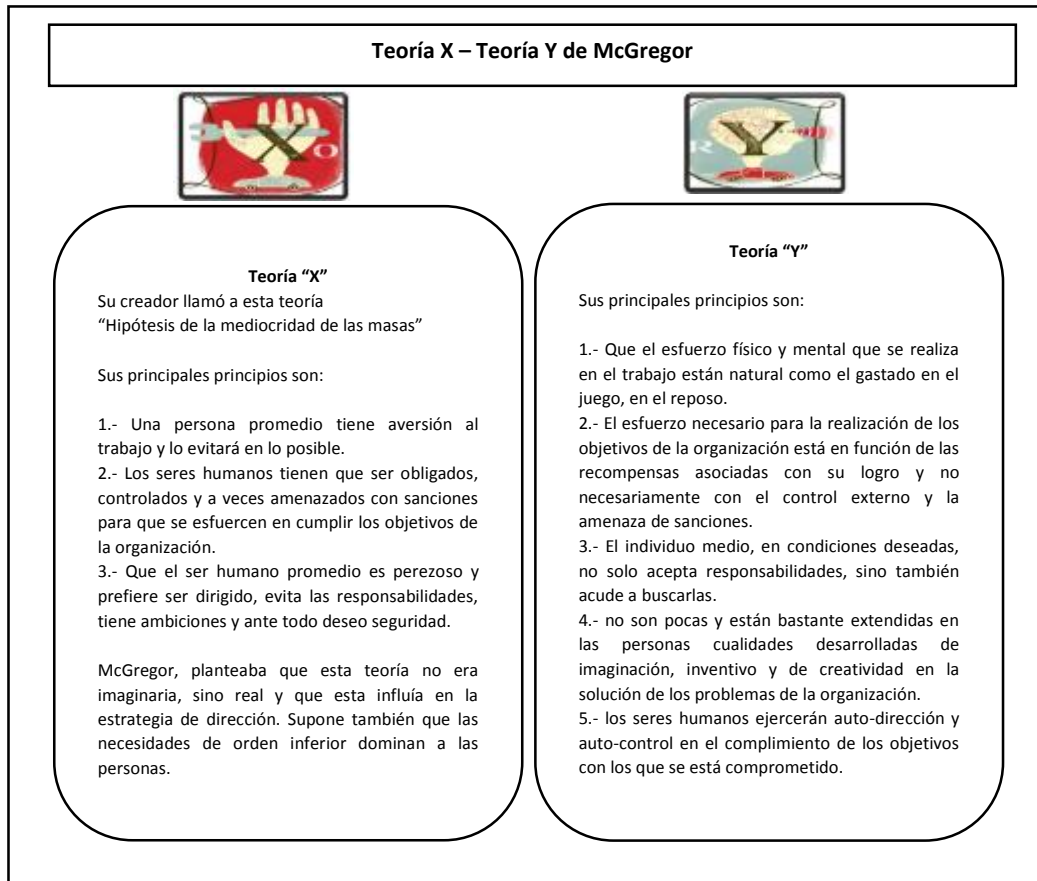 Teoría X – Teoría Y de McGregor
X
O
R
Y
Teoría “X”
Su creador llamó a esta teoría
“Hipótesis de la mediocridad de las masas”
Sus principales principios son:
1.- Una persona promedio tiene aversión al
trabajo y lo evitará en lo posible.
2.- Los seres humanos tienen que ser obligados,
controlados y a veces amenazados con sanciones
para que se esfuercen en cumplir los objetivos de
la organización.
3.- Que el ser humano promedio es perezoso y
prefiere ser dirigido, evita las responsabilidades,
tiene ambiciones y ante todo deseo seguridad.
McGregor, planteaba que esta teoría no era
imaginaria, sino real y que esta influía en la
estrategia de dirección. Supone también que las
necesidades de orden inferior dominan a las
personas.
Teoría “Y”
Sus principales principios son:
1.- Que el esfuerzo físico y mental que se realiza
en el trabajo están natural como el gastado en el
juego, en el reposo.
2.- El esfuerzo necesario para la realización de los
objetivos de la organización está en función de las
recompensas asociadas con su logro y no
necesariamente con el control externo y la
amenaza de sanciones.
3.- El individuo medio, en condiciones deseadas,
no solo acepta responsabilidades, sino también
acude a buscarlas.
4.- no son pocas y están bastante extendidas en
las personas cualidades desarrolladas de
imaginación, inventivo y de creatividad en la
solución de los problemas de la organización.
5.- los seres humanos ejercerán auto-dirección y
auto-control en el complimiento de los objetivos
con los que se está comprometido.